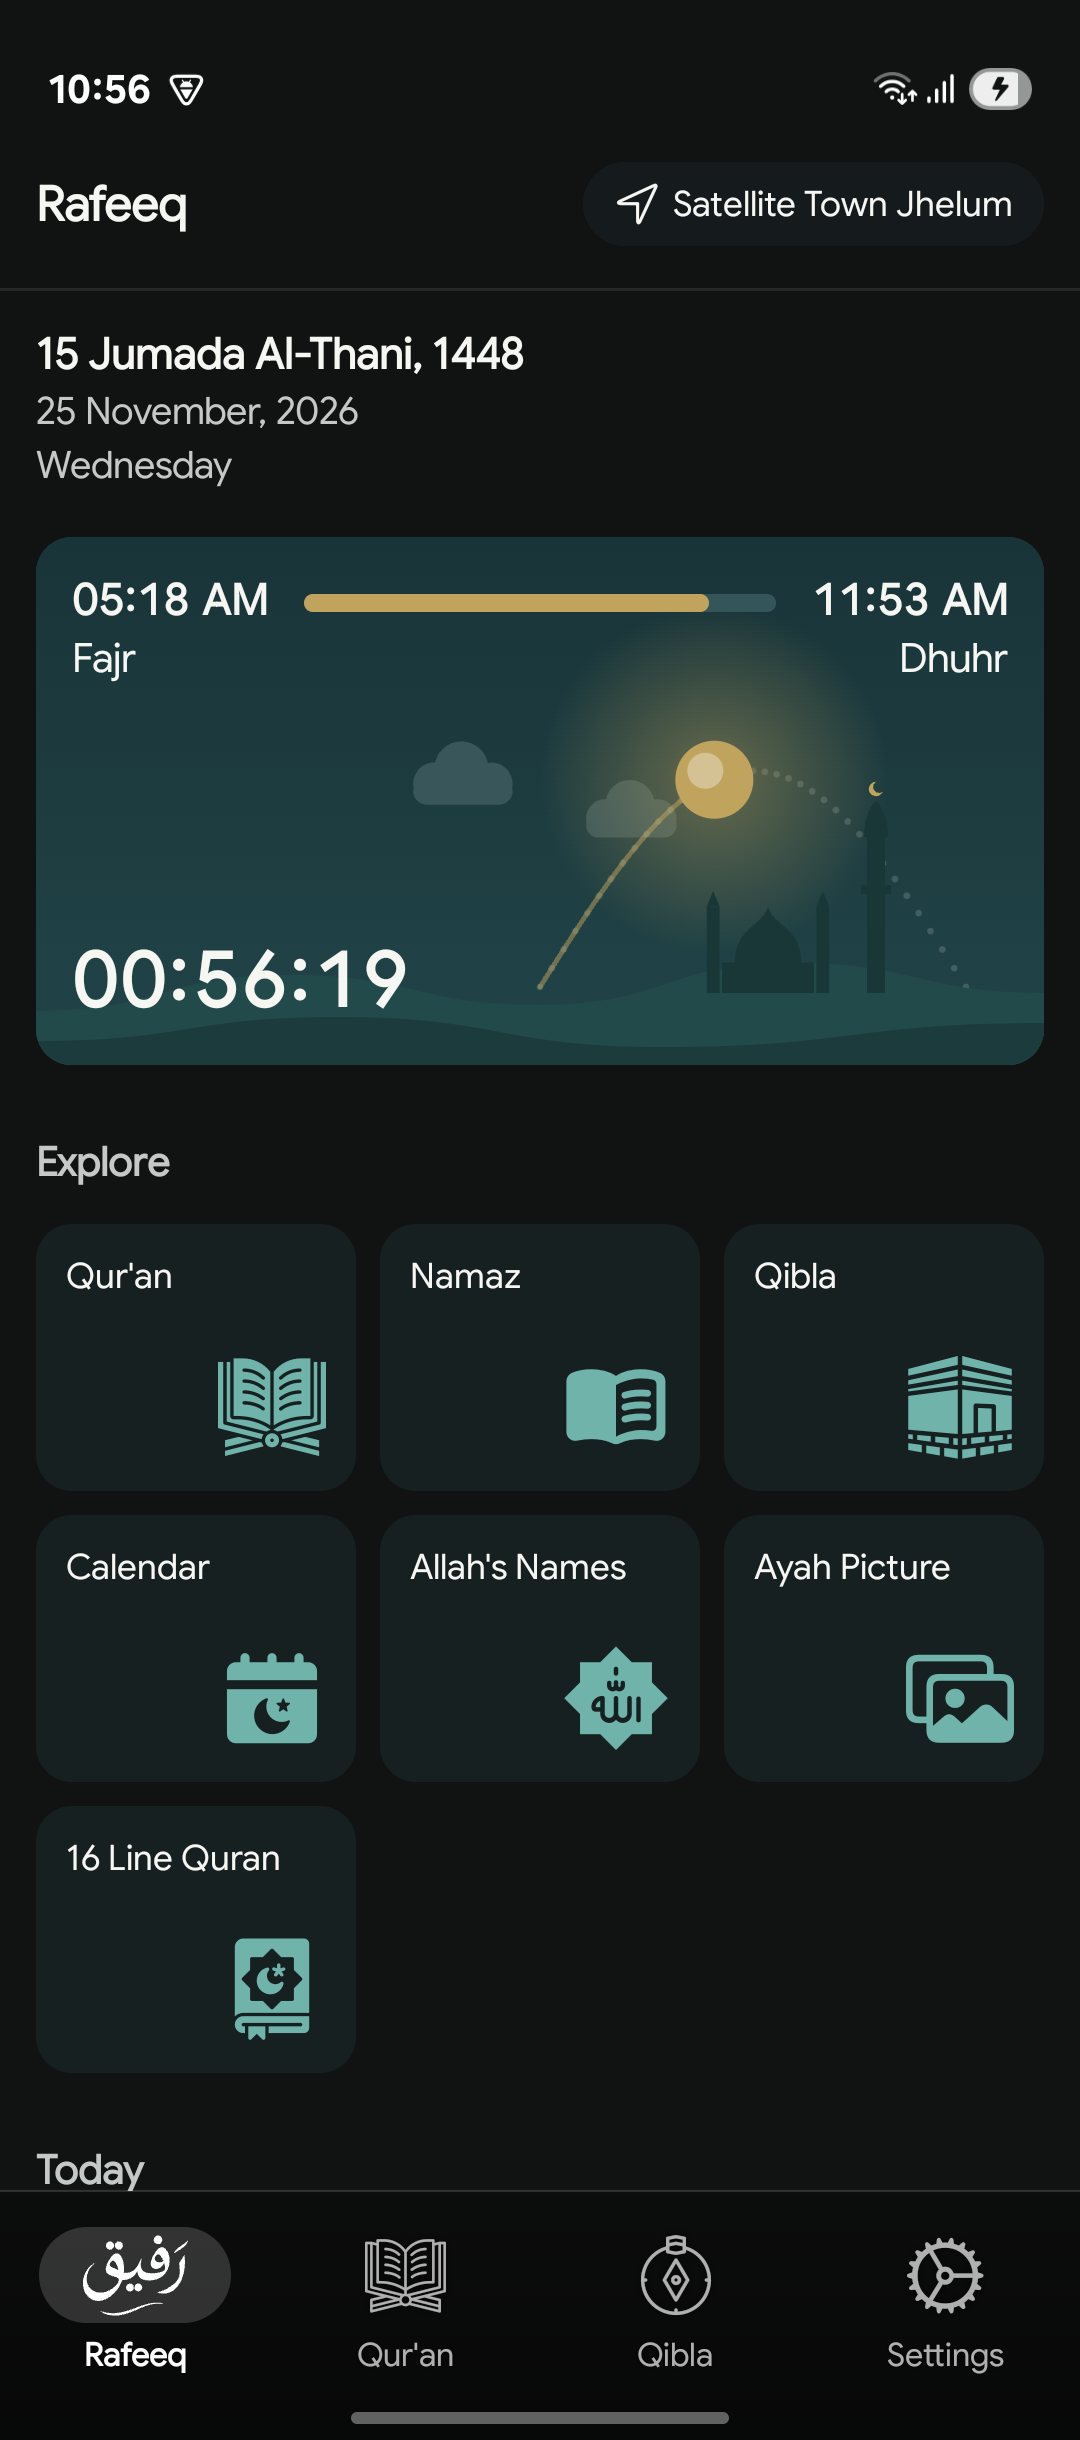 10:56
Rafeeq
Satellite Town Jhelum
15 Jumada Al-Thani, 1448
25 November, 2026
Wednesday
05:18 AM
11:53 AM
Fajr
Dhuhr
00:56:19
Explore
Qur'an
Namaz
Qibla
Calendar
Allah's Names
Ayah Picture
الله
16 Line Quran
Today
رَفيق
Rafeeq
Qur'an
Qibla
Settings